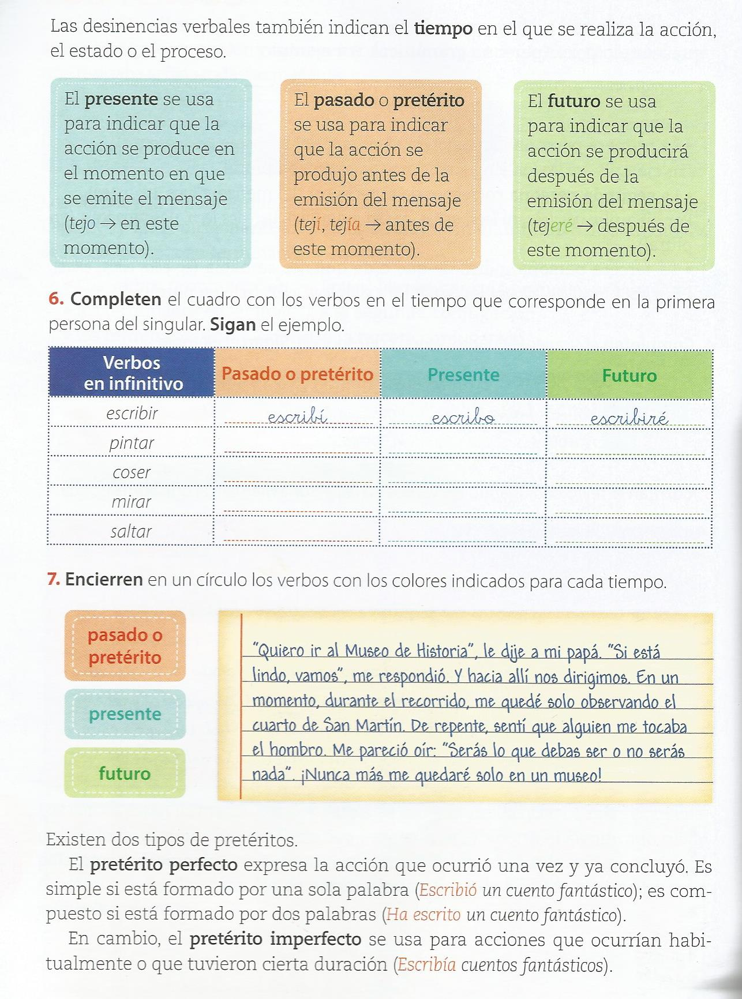 Las desinencias verbales también indican el tiempo en el que se realiza la acción,
el estado o el proceso.
El presente se usa
para indicar que la
acción se produce en
el momento en que
se emite el mensaje
(tejo → en este
momento).
El pasado o pretérito
se usa para indicar
que la acción se
produjo antes de la
emisión del mensaje
(tejí, tejía → antes de
este momento).
El futuro se usa
para indicar que la
acción se producirá
después de la
emisión del mensaje
(tejeré → después de
este momento).
6. Completen el cuadro con los verbos en el tiempo que corresponde en la primera
persona del singular. Sigan el ejemplo.
Verbos
en infinitivo
Pasado o pretérito
Presente
Futuro
escribir escribí escribo escribiré
pintar
coser
mirar
saltar
7. Encierren en un círculo los verbos con los colores indicados para cada tiempo.
pasado o
pretérito
presente
futuro
"Quiero ir al Museo de Historia", le dije a mi papá. "Si está
lindo, vamos", me respondió. Y hacia allí nos dirigimos. En un
momento, durante el recorrido, me quedé solo observando el
cuarto de San Martín. De repente, sentí que alguien me tocaba
el hombro. Me pareció oír: "Serás lo que debas ser o no serás
nada". ¡Nunca más me quedaré solo en un museo!
Existen dos tipos de pretéritos.
El pretérito perfecto expresa la acción que ocurrió una vez y ya concluyó. Es
simple si está formado por una sola palabra (Escribió un cuento fantástico); es com-
puesto si está formado por dos palabras (Ha escrito un cuento fantástico).
En cambio, el pretérito imperfecto se usa para acciones que ocurrían habi-
tualmente o que tuvieron cierta duración (Escribía cuentos fantásticos).